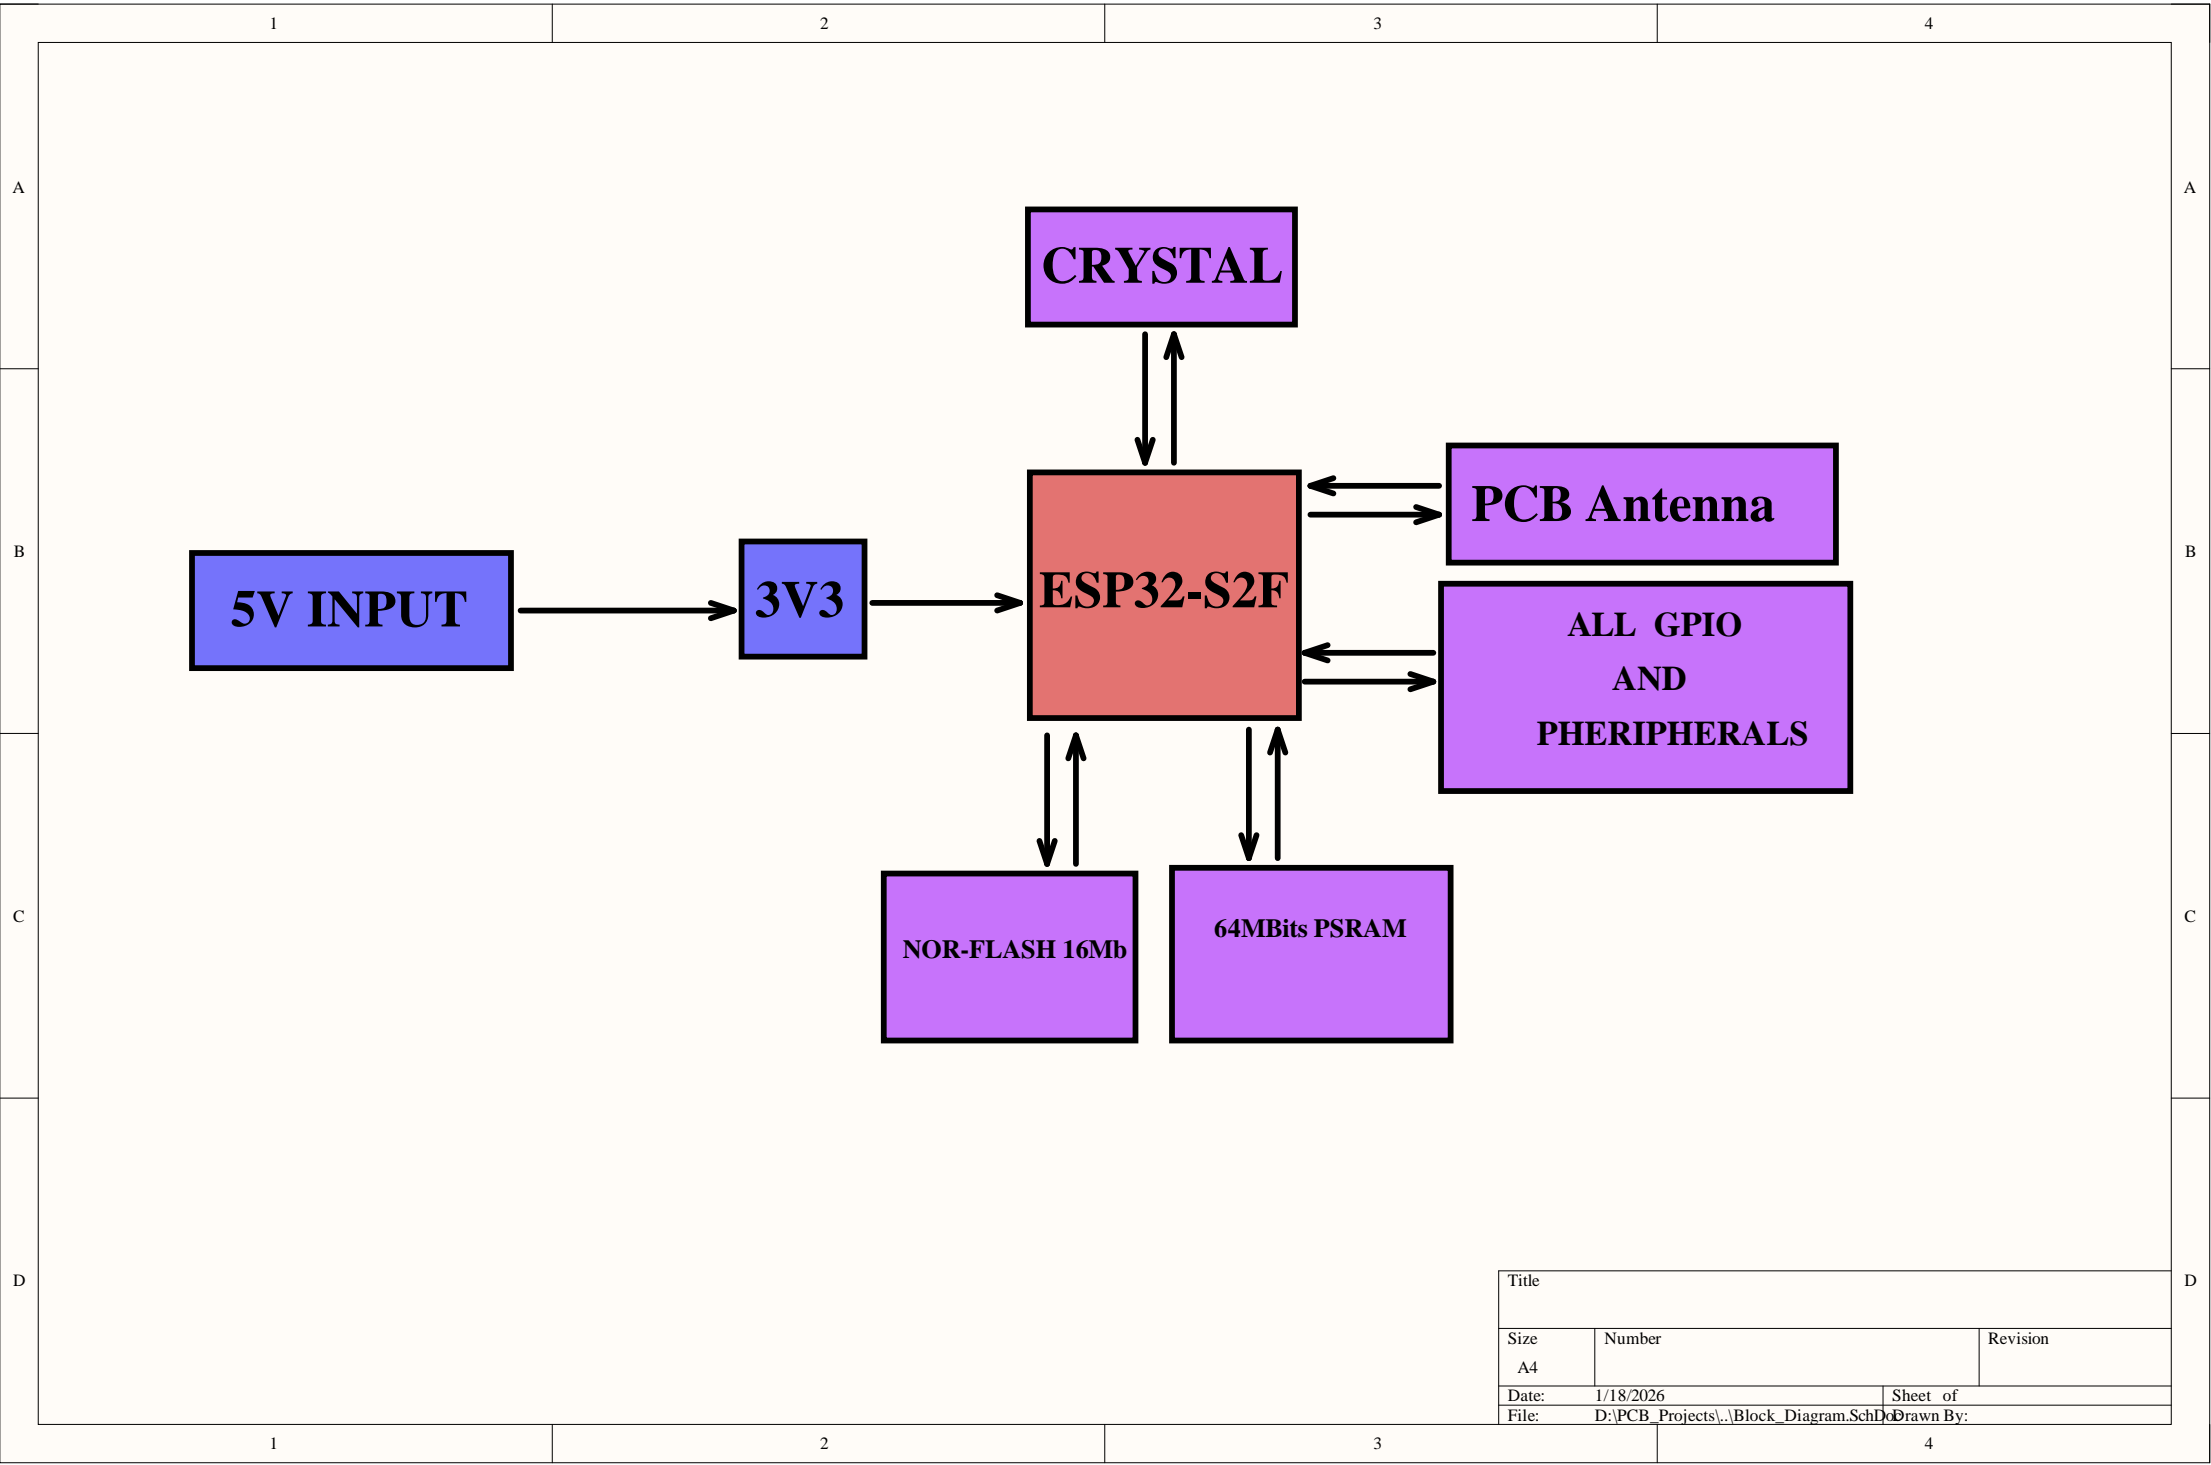 1 2 3 4
A A
CRYSTAL
PCB Antenna
B B
5V INPUT
3V3
ESP32-S2F
ALL GPIO
AND
PHERIPHERALS
C C
NOR-FLASH 16Mb
64MBits PSRAM
D D
Title
Size Number Revision
A4
Date: 1/18/2026 Sheet of
File: D:\PCB_Projects\..\Block_Diagram.SchDoc Drawn By:
1 2 3 4